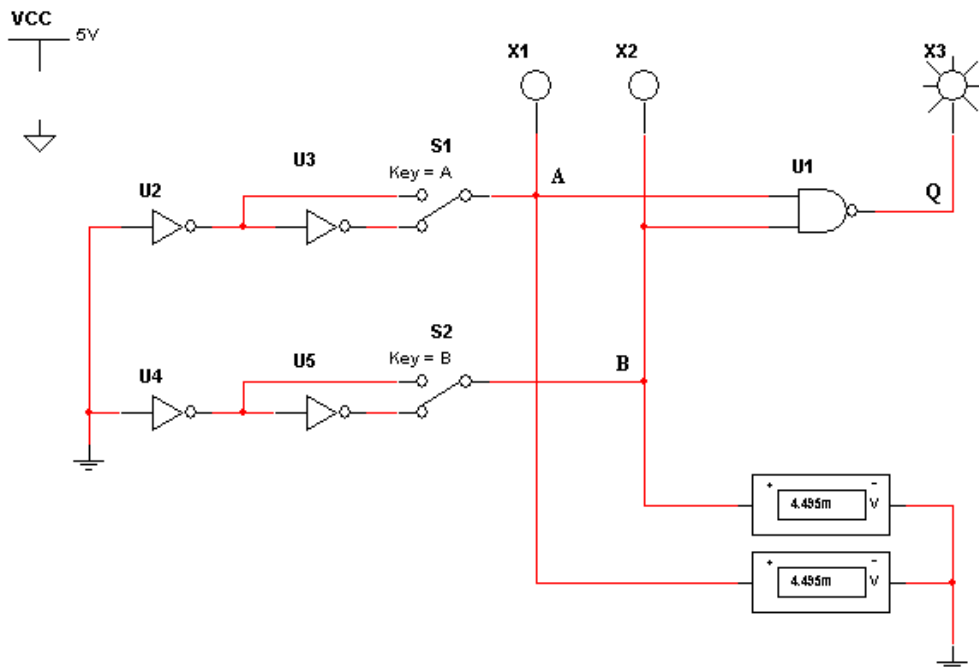 VCC
5V
X1
X2
X3
S1
Key = A
U3
U2
A
U1
Q
S2
Key = B
U5
U4
B
+
-
4.495m
V
+
-
4.495m
V